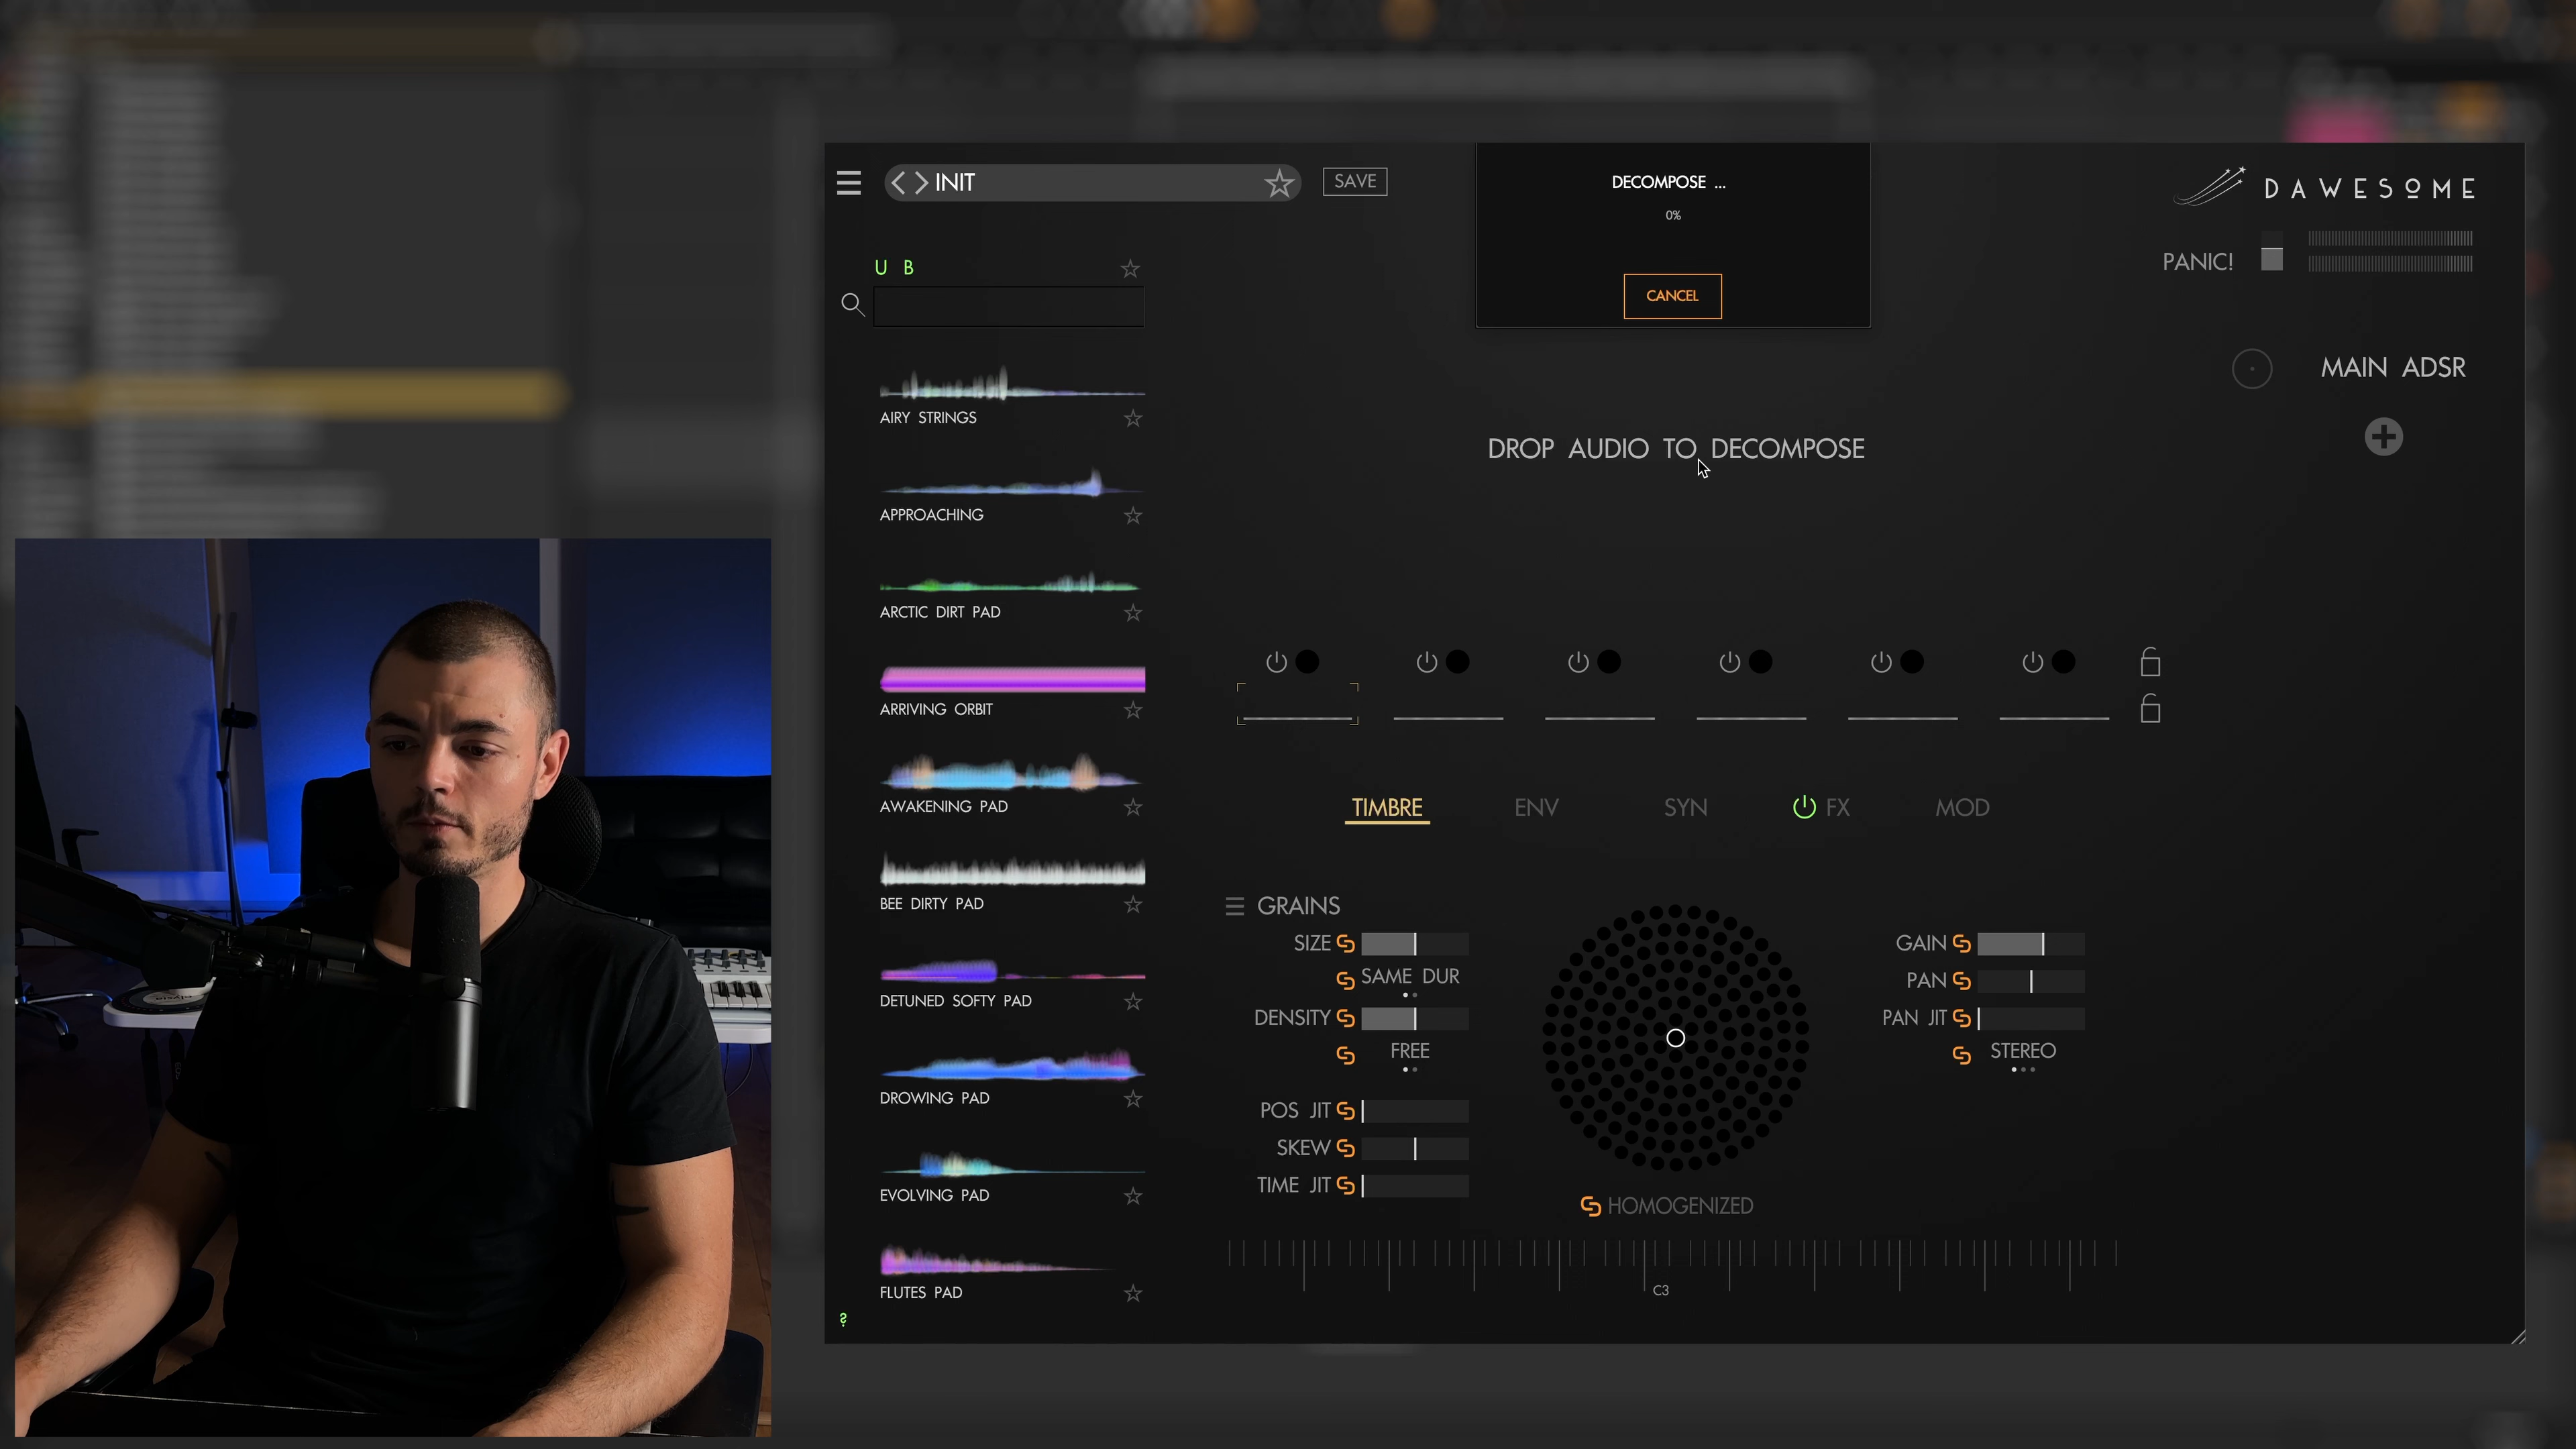 INIT
SAVE
DECOMPOSE ...
0%
CANCEL
DAWESOME
PANIC!
U B
MAIN ADSR
AIRY STRINGS
APPROACHING
ARCTIC DIRT PAD
ARRIVING ORBIT
AWAKENING PAD
BEE DIRTY PAD
DETUNED SOFTY PAD
DROWING PAD
EVOLVING PAD
FLUTES PAD
?
DROP AUDIO TO DECOMPOSE
TIMBRE
ENV
SYN
FX
MOD
GRAINS
SIZE
SAME DUR
DENSITY
FREE
POS JIT
SKEW
TIME JIT
HOMOGENIZED
GAIN
PAN
PAN JIT
STEREO
C3